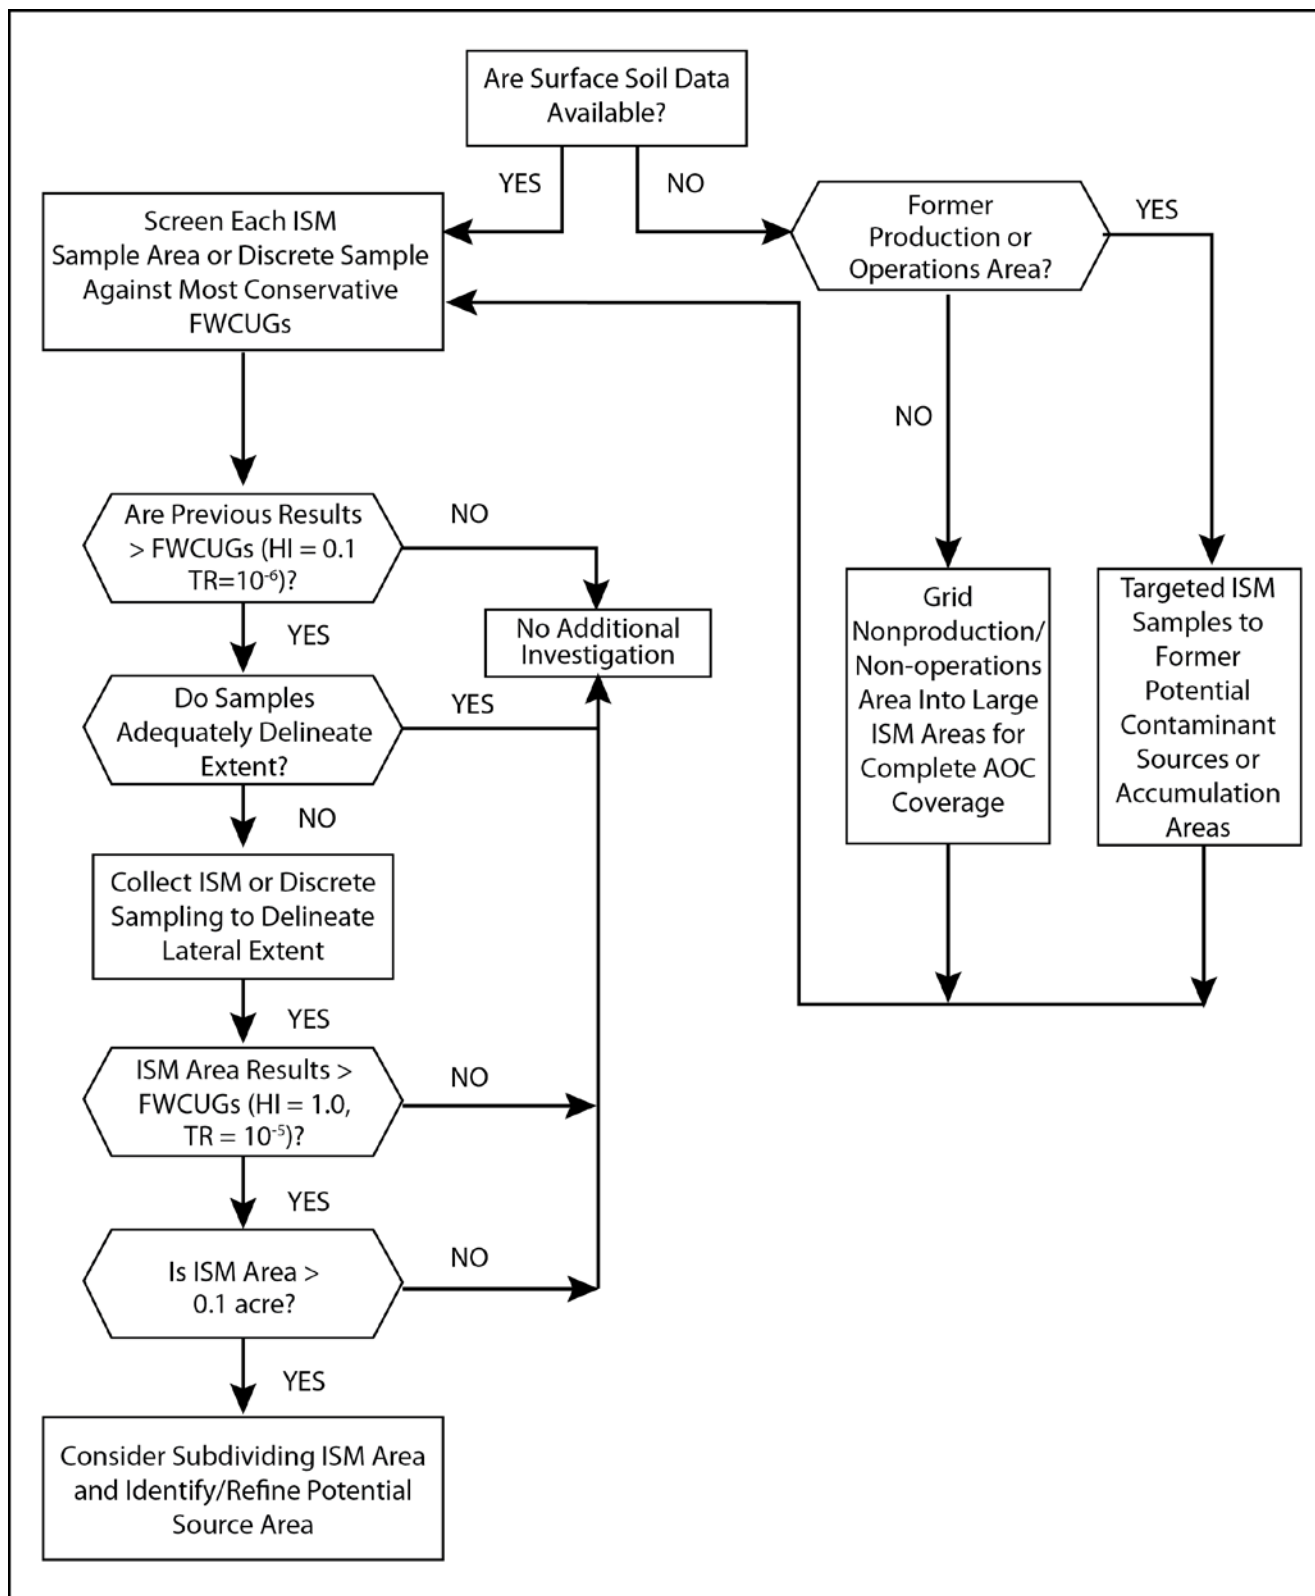 Are Surface Soil Data
Available?
YES
NO
Screen Each ISM
Sample Area or Discrete Sample
Against Most Conservative
FWCUGs
Former
Production or
Operations Area?
YES
NO
Are Previous Results
> FWCUGs (HI = 0.1
TR=10⁻⁶)?
NO
YES
No Additional
Investigation
Grid
Nonproduction/
Non-operations
Area Into Large
ISM Areas for
Complete AOC
Coverage
Targeted ISM
Samples to
Former
Potential
Contaminant
Sources or
Accumulation
Areas
Do Samples
Adequately Delineate
Extent?
YES
NO
Collect ISM or Discrete
Sampling to Delineate
Lateral Extent
YES
ISM Area Results >
FWCUGs (HI = 1.0,
TR = 10⁻⁵)?
NO
YES
Is ISM Area >
0.1 acre?
NO
YES
Consider Subdividing ISM Area
and Identify/Refine Potential
Source Area